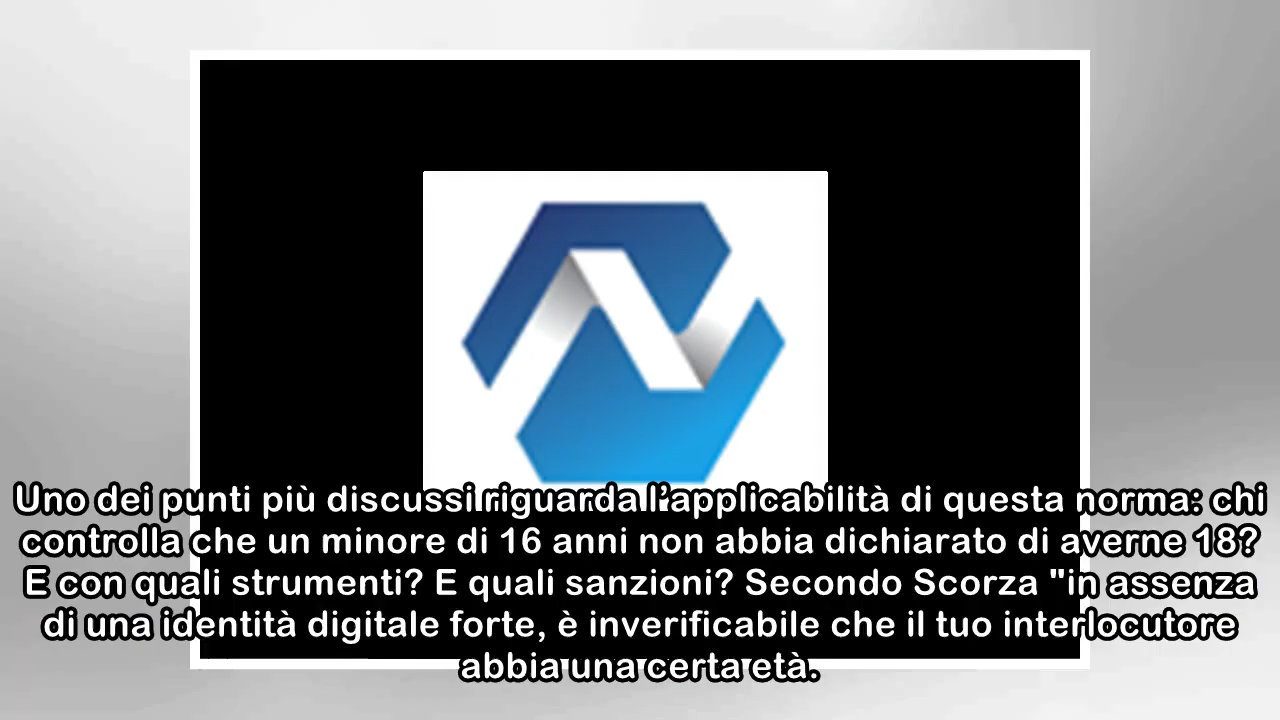 Uno dei punti più discussi riguarda l'applicabilità di questa norma: chi
controlla che un minore di 16 anni non abbia dichiarato di averne 18?
E con quali strumenti? E quali sanzioni? Secondo Scorza "in assenza
di una identità digitale forte, è inverificabile che il tuo interlocutore
abbia una certa età.